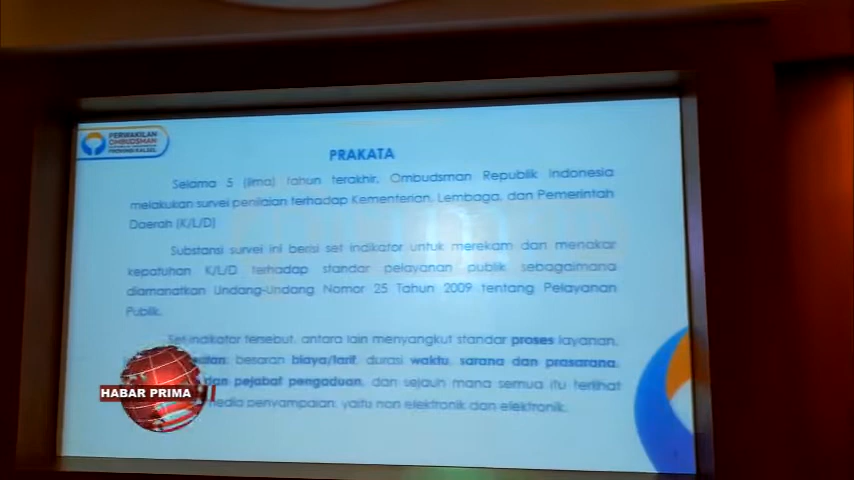 PERWAKILAN
OMBUDSMAN
PROVINSI KALSEL
PRAKATA
Selama 5 (lima) tahun terakhir, Ombudsman Republik Indonesia
melakukan survei penilaian terhadap Kementerian, Lembaga, dan Pemerintah
Daerah (K/L/D)
Substansi survei ini berisi set indikator untuk merekam dan menakar
kepatuhan K/L/D terhadap standar pelayanan publik sebagaimana
diamanatkan Undang-Undang Nomor 25 Tahun 2009 tentang Pelayanan
Publik.
Set indikator tersebut, antara lain menyangkut standar proses layanan,
besaran biaya/tarif, durasi waktu, sarana dan prasarana,
dan pejabat pengaduan, dan sejauh mana semua itu terlihat
media penyampaian: yaitu non elektronik dan elektronik.
HABAR PRIMA